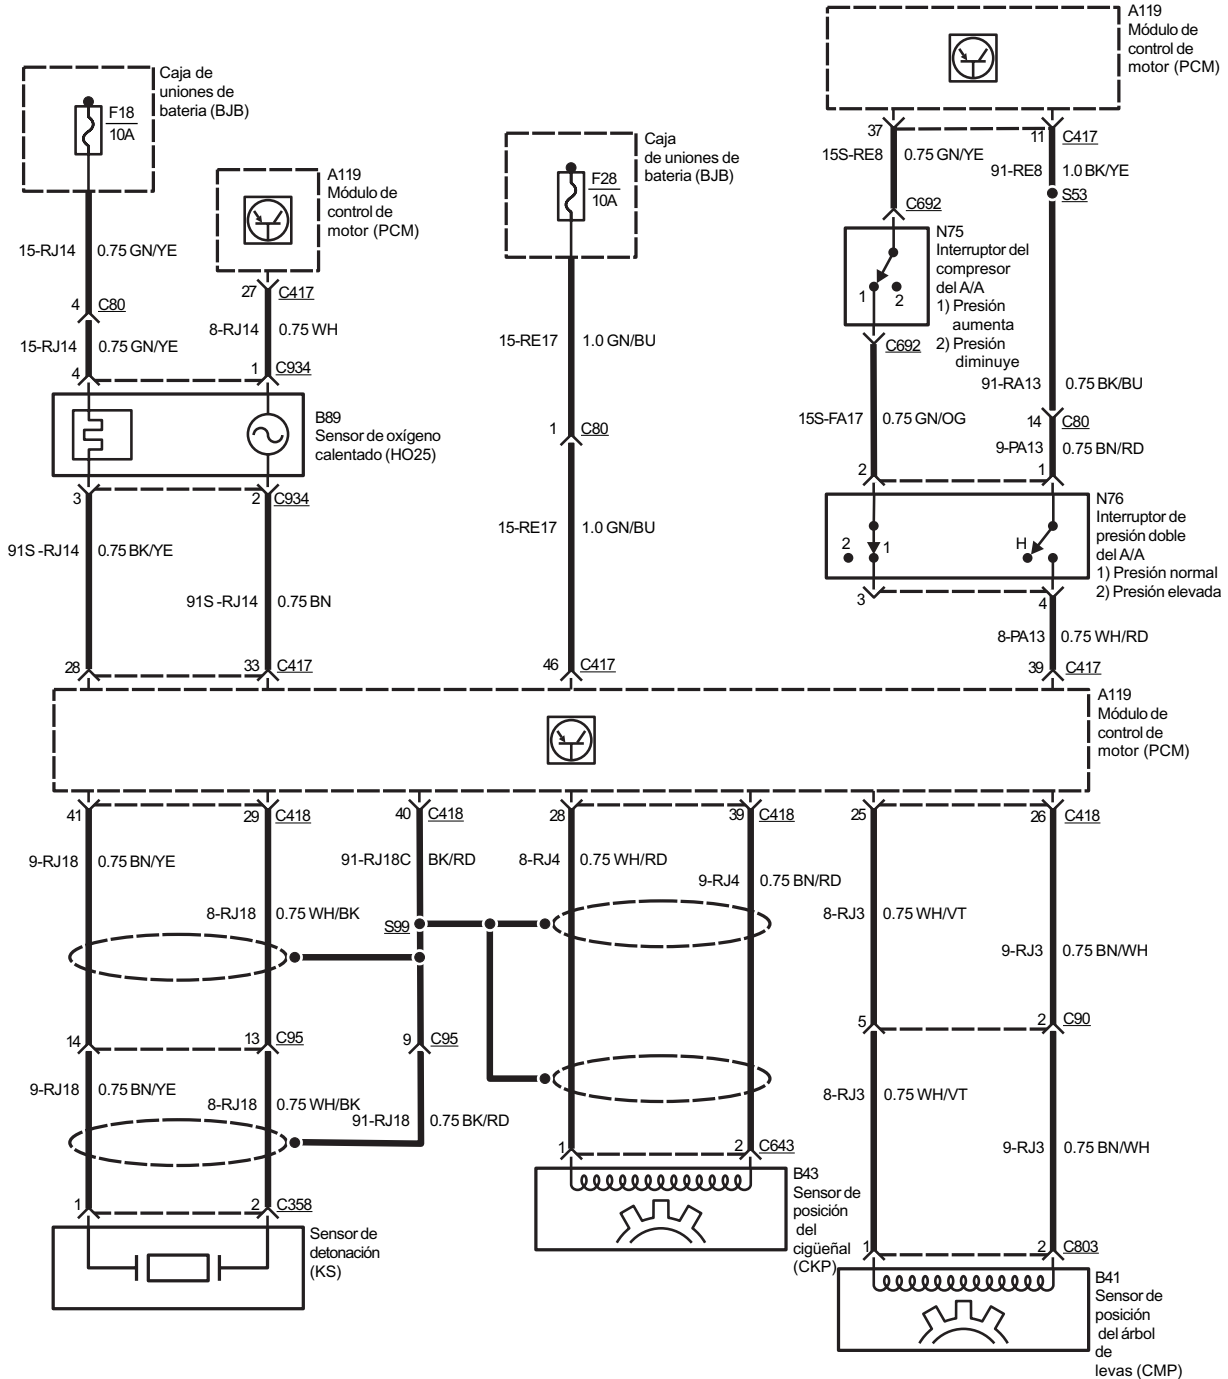 A119
Módulo de
control de
motor (PCM)
Caja de
uniones de
bateria (BJB)
F18
10A
A119
Módulo de
control de
motor (PCM)
Caja
de uniones de
bateria (BJB)
F28
10A
37
11 C417
15S-RE8 0.75 GN/YE
91-RE8 1.0 BK/YE
C692
S53
N75
Interruptor del
compresor
del A/A
1) Presión
aumenta
2) Presión
diminuye
1
2
C692
15-RJ14 0.75 GN/YE
27 C417
4 C80
8-RJ14 0.75 WH
15-RJ14 0.75 GN/YE
4
1 C934
15-RE17 1.0 GN/BU
91-RA13 0.75 BK/BU
15S-FA17 0.75 GN/OG
14 C80
9-PA13 0.75 BN/RD
B89
Sensor de oxígeno
calentado (HO25)
1 C80
2
1
3
2 C934
N76
Interruptor de
presión doble
del A/A
1) Presión normal
2) Presión elevada
2
1
H
3
4
15-RE17 1.0 GN/BU
91S -RJ14 0.75 BK/YE
91S -RJ14 0.75 BN
8-PA13 0.75 WH/RD
28
33 C417
46 C417
39 C417
A119
Módulo de
control de
motor (PCM)
41
29 C418
40 C418
28
39 C418
25
26 C418
9-RJ18 0.75 BN/YE
91-RJ18C BK/RD
8-RJ4 0.75 WH/RD
9-RJ4 0.75 BN/RD
8-RJ18 0.75 WH/BK
S99
8-RJ3 0.75 WH/VT
9-RJ3 0.75 BN/WH
14
13 C95
9 C95
5
2 C90
9-RJ18 0.75 BN/YE
8-RJ18 0.75 WH/BK
91-RJ18 0.75 BK/RD
8-RJ3 0.75 WH/VT
9-RJ3 0.75 BN/WH
1
2 C643
B43
Sensor de
posición
del
cigüeñal
(CKP)
1
2 C358
Sensor de
detonación
(KS)
1
2 C803
B41
Sensor de
posición
del árbol
de
levas (CMP)